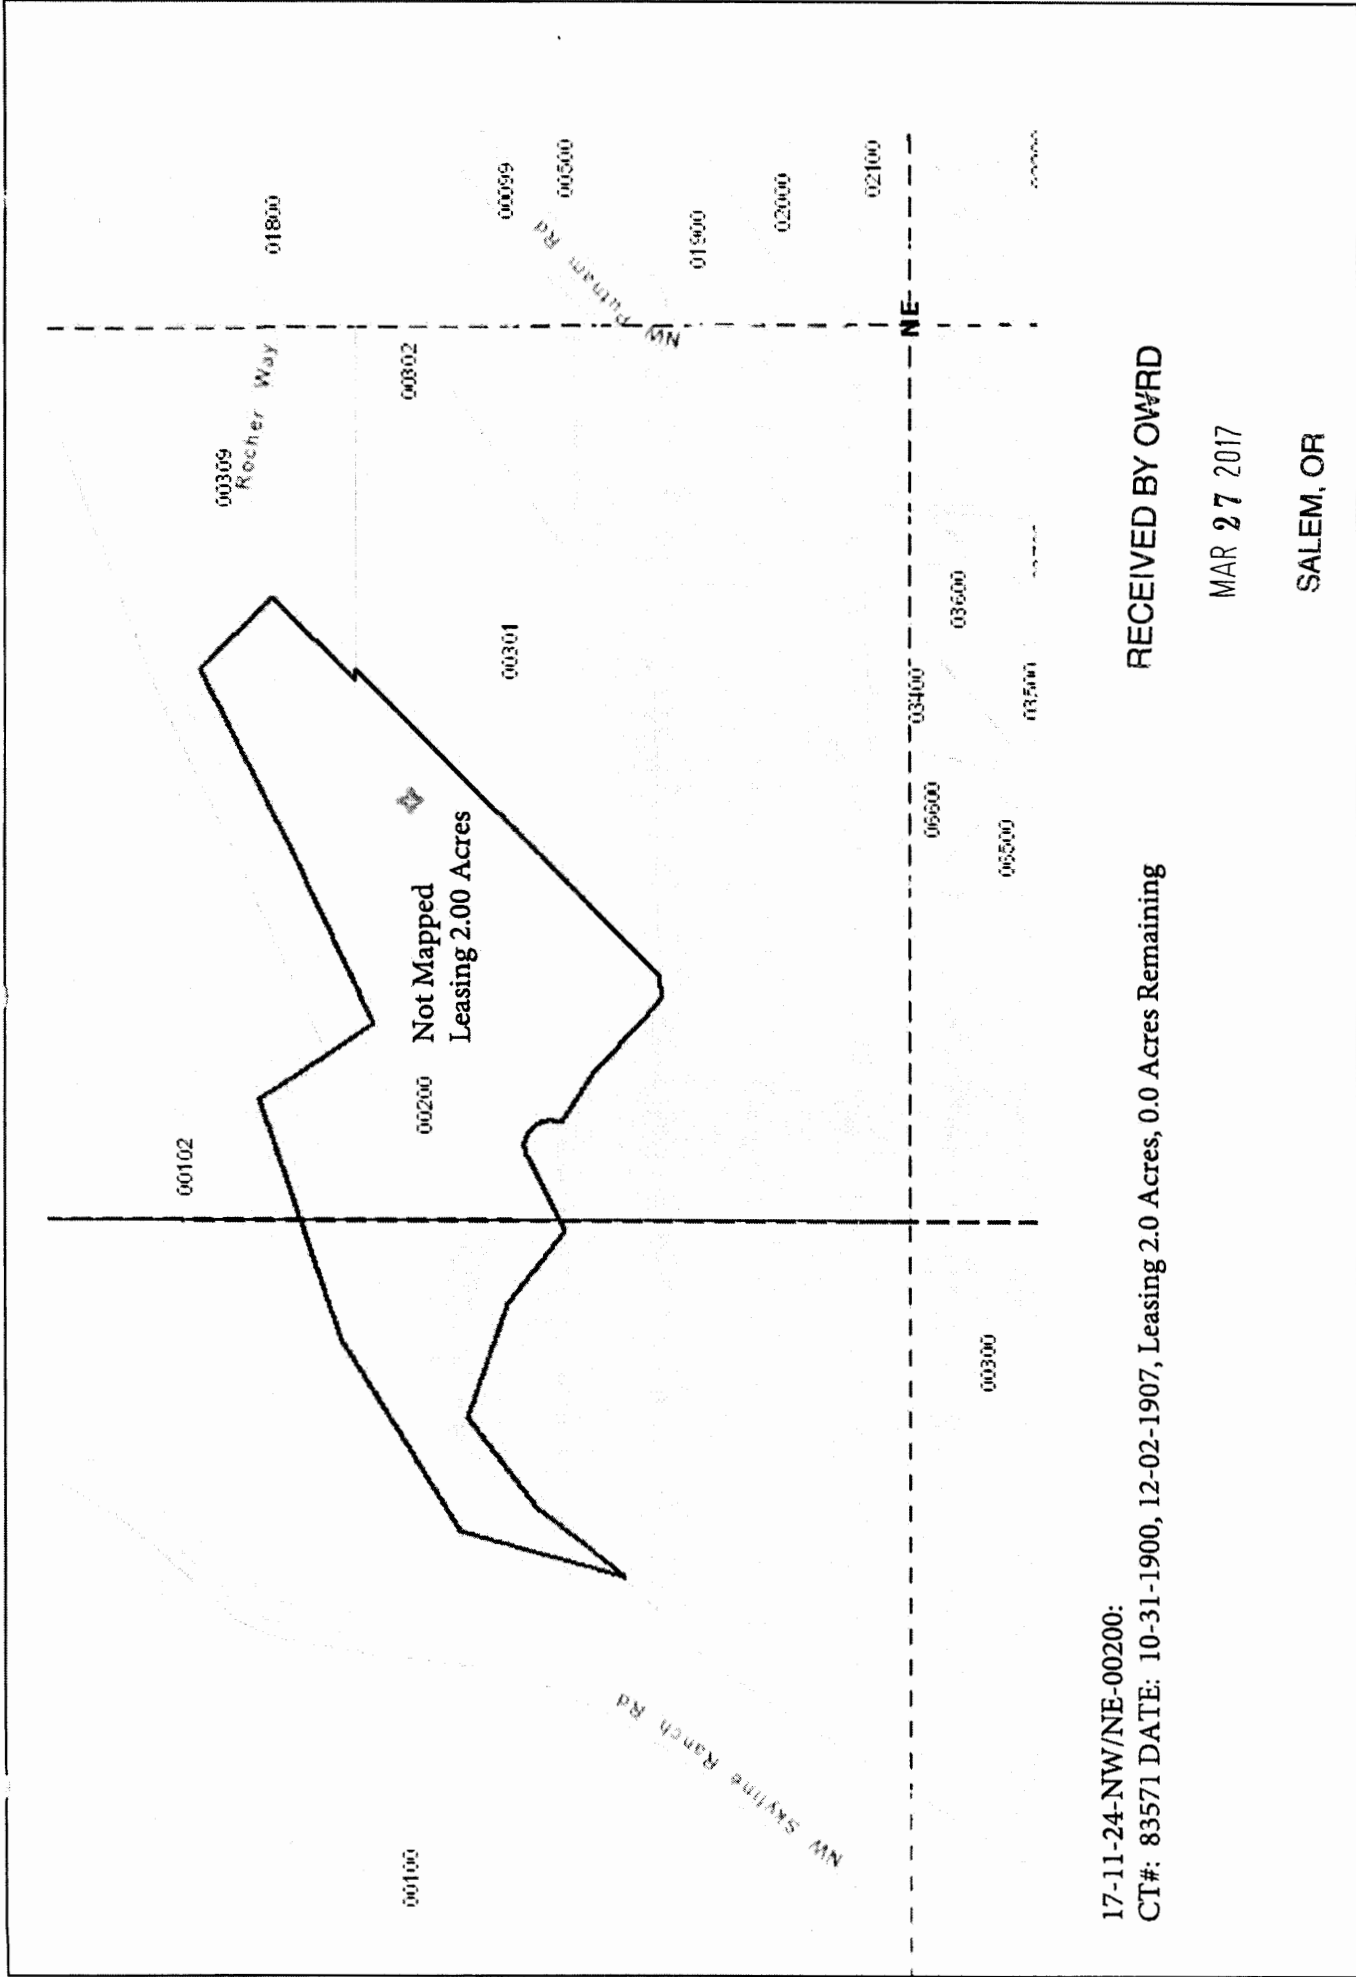 00102
01800
00309
Rocher Way
00302
00099
00500
NW Putnam Rd
01900
02000
02100
00100
00200
Not Mapped
Leasing 2.00 Acres
00301
NW Skyline Ranch Rd
NE
00300
03400
06600
03600
06500
03500
17-11-24-NW/NE-00200:
CT#: 83571 DATE: 10-31-1900, 12-02-1907, Leasing 2.0 Acres, 0.0 Acres Remaining
RECEIVED BY OWRD
MAR 27 2017
SALEM, OR